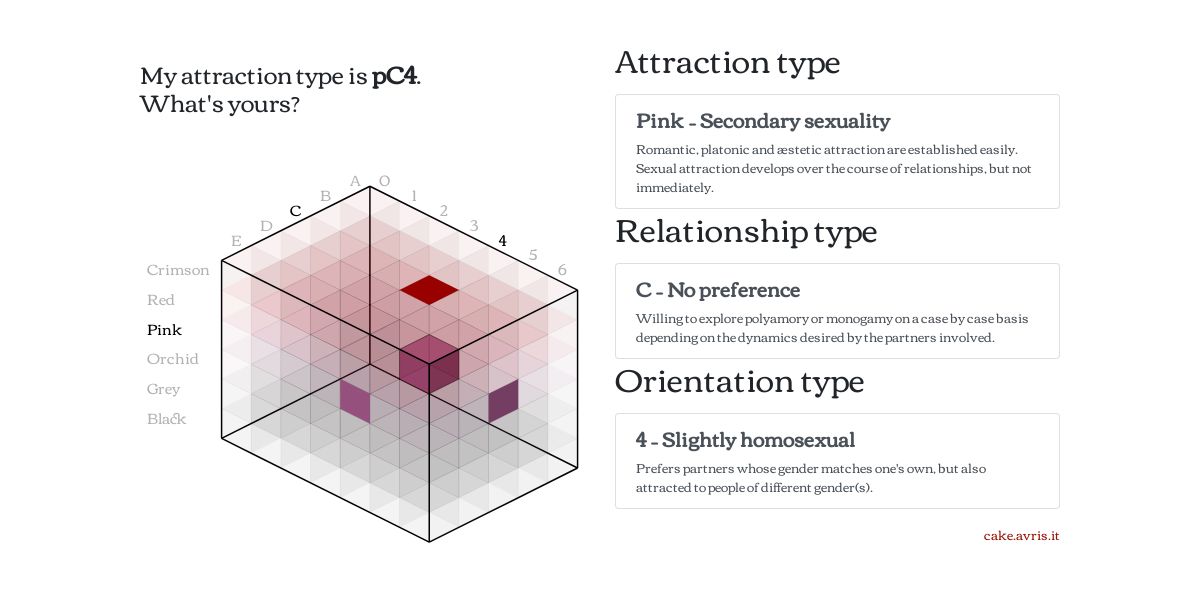 My attraction type is pC4.
What's yours?
A O
B 1
C 2
D 3
E 4
5
6
Crimson
Red
Pink
Orchid
Grey
Black
Attraction type
Pink – Secondary sexuality
Romantic, platonic and æstetic attraction are established easily.
Sexual attraction develops over the course of relationships, but not
immediately.
Relationship type
C – No preference
Willing to explore polyamory or monogamy on a case by case basis
depending on the dynamics desired by the partners involved.
Orientation type
4 – Slightly homosexual
Prefers partners whose gender matches one's own, but also
attracted to people of different gender(s).
cake.avris.it